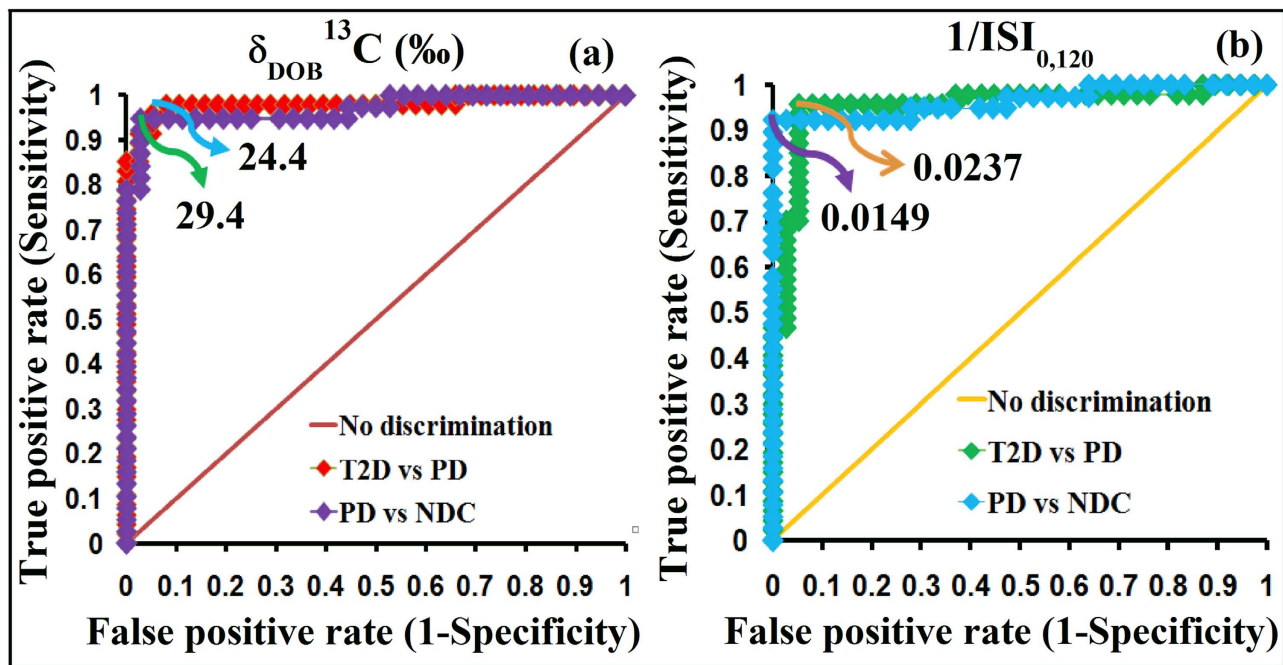 δDOB 13C (‰) (a)
True positive rate (Sensitivity)
1
0.9
0.8
0.7
0.6
0.5
0.4
0.3
0.2
0.1
0
24.4
29.4
No discrimination
T2D vs PD
PD vs NDC
0 0.1 0.2 0.3 0.4 0.5 0.6 0.7 0.8 0.9 1
False positive rate (1-Specificity)
1/ISI0,120 (b)
True positive rate (Sensitivity)
1
0.9
0.8
0.7
0.6
0.5
0.4
0.3
0.2
0.1
0
0.0237
0.0149
No discrimination
T2D vs PD
PD vs NDC
0 0.1 0.2 0.3 0.4 0.5 0.6 0.7 0.8 0.9 1
False positive rate (1-Specificity)